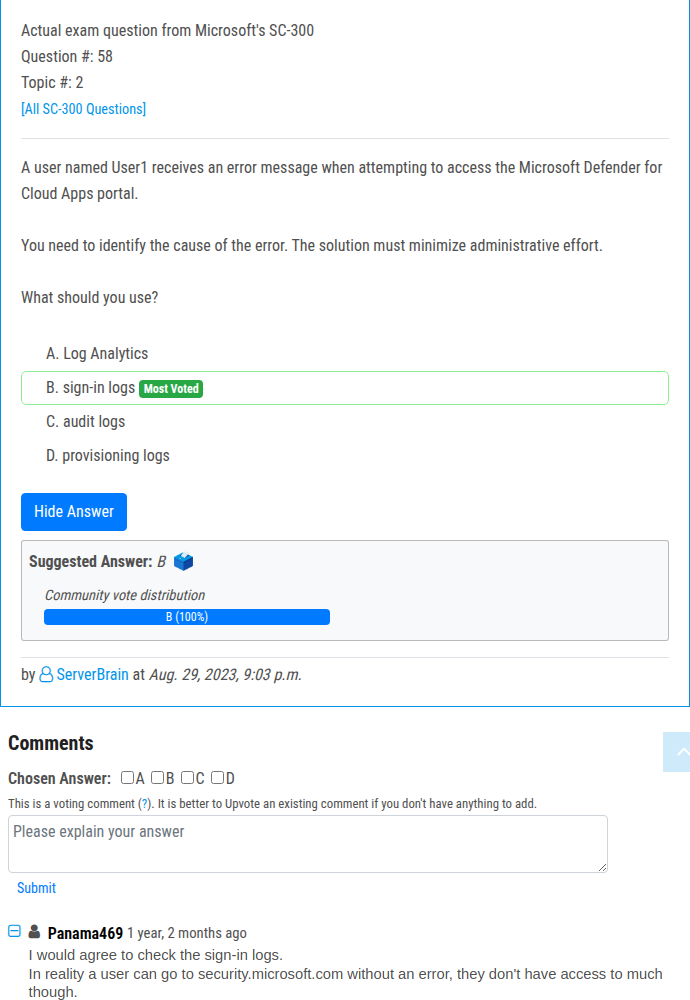 Actual exam question from Microsoft's SC-300
Question #: 58
Topic #: 2
[All SC-300 Questions]
A user named User1 receives an error message when attempting to access the Microsoft Defender for
Cloud Apps portal.
You need to identify the cause of the error. The solution must minimize administrative effort.
What should you use?
A. Log Analytics
B. sign-in logs Most Voted
C. audit logs
D. provisioning logs
Hide Answer
Suggested Answer: B
Community vote distribution
B (100%)
by ServerBrain at Aug. 29, 2023, 9:03 p.m.
Comments
Chosen Answer: A B C D
This is a voting comment (?). It is better to Upvote an existing comment if you don't have anything to add.
Please explain your answer
Submit
Panama469 1 year, 2 months ago
I would agree to check the sign-in logs.
In reality a user can go to security.microsoft.com without an error, they don't have access to much
though.